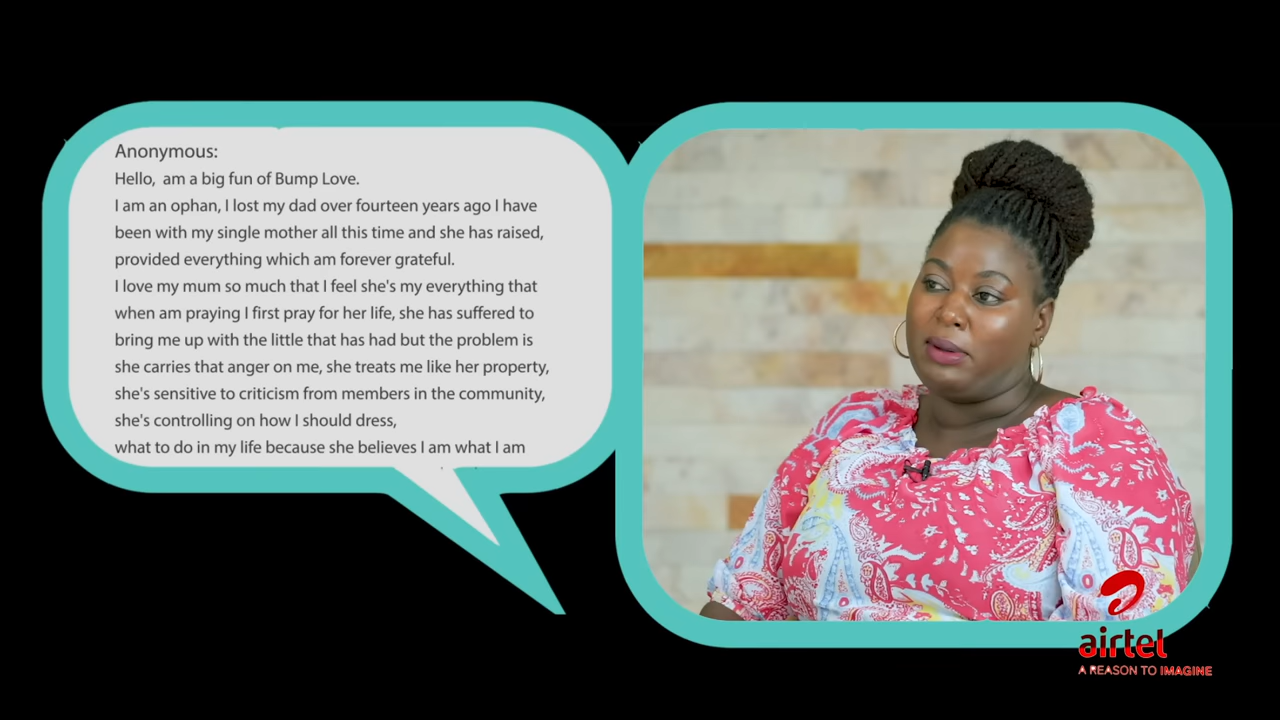 Anonymous:
Hello, am a big fun of Bump Love.
I am an ophan, I lost my dad over fourteen years ago I have
been with my single mother all this time and she has raised,
provided everything which am forever grateful.
I love my mum so much that I feel she's my everything that
when am praying I first pray for her life, she has suffered to
bring me up with the little that has had but the problem is
she carries that anger on me, she treats me like her property,
she's sensitive to criticism from members in the community,
she's controlling on how I should dress,
what to do in my life because she believes I am what I am
airtel
A REASON TO IMAGINE